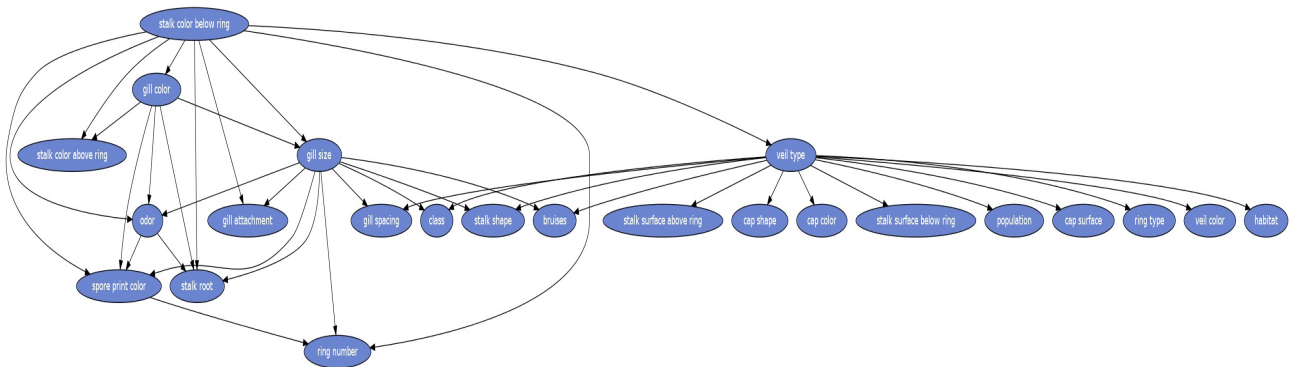 stalk color below ring
gill color
stalk color above ring
gill size
veil type
odor
gill attachment
gill spacing
class
stalk shape
bruises
stalk surface above ring
cap shape
cap color
stalk surface below ring
population
cap surface
ring type
veil color
habitat
spore print color
stalk root
ring number